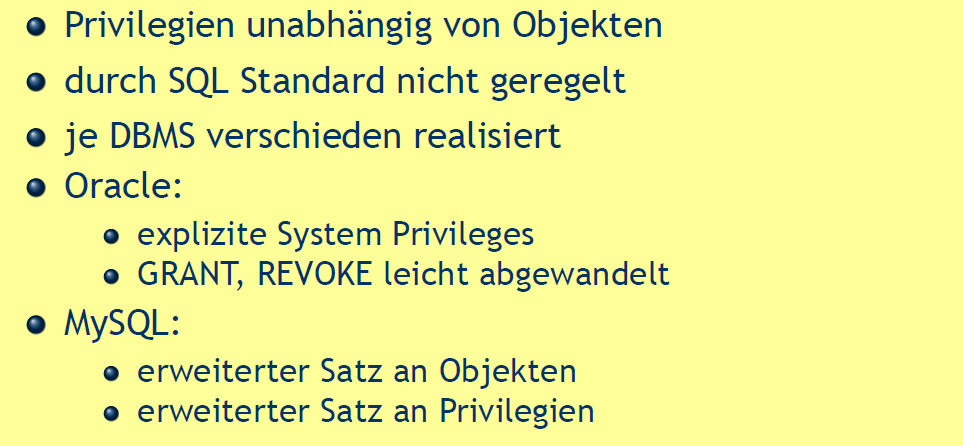 Privilegien unabhängig von Objekten
durch SQL Standard nicht geregelt
je DBMS verschieden realisiert
Oracle:
explizite System Privileges
GRANT, REVOKE leicht abgewandelt
MySQL:
erweiterter Satz an Objekten
erweiterter Satz an Privilegien